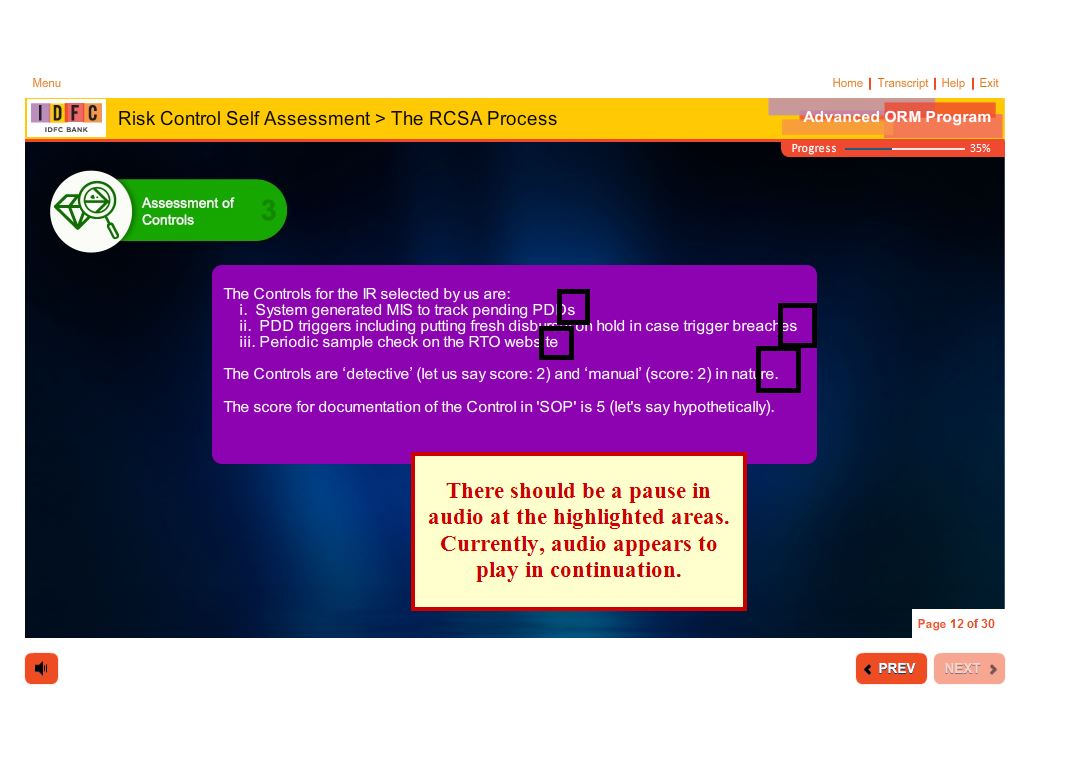 Menu
Home | Transcript | Help | Exit
IDFC
IDFC BANK
Risk Control Self Assessment > The RCSA Process
Advanced ORM Program
Progress 35%
Assessment of
Controls
3
The Controls for the IR selected by us are:
i. System generated MIS to track pending PDDs
ii. PDD triggers including putting fresh disbur on hold in case trigger breaches
iii. Periodic sample check on the RTO website
The Controls are ‘detective’ (let us say score: 2) and ‘manual’ (score: 2) in nature.
The score for documentation of the Control in 'SOP' is 5 (let's say hypothetically).
There should be a pause in
audio at the highlighted areas.
Currently, audio appears to
play in continuation.
Page 12 of 30
PREV
NEXT